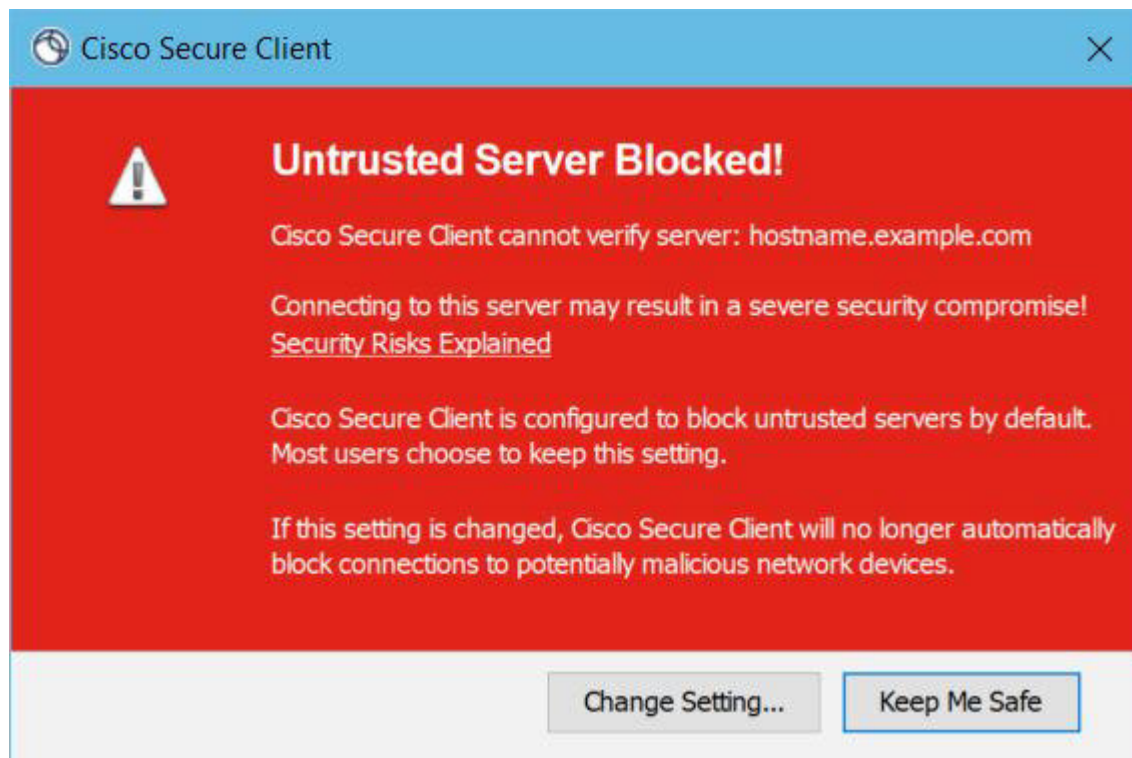 Cisco Secure Client
Untrusted Server Blocked!
Cisco Secure Client cannot verify server: hostname.example.com
Connecting to this server may result in a severe security compromise!
Security Risks Explained
Cisco Secure Client is configured to block untrusted servers by default.
Most users choose to keep this setting.
If this setting is changed, Cisco Secure Client will no longer automatically
block connections to potentially malicious network devices.
Change Setting...
Keep Me Safe